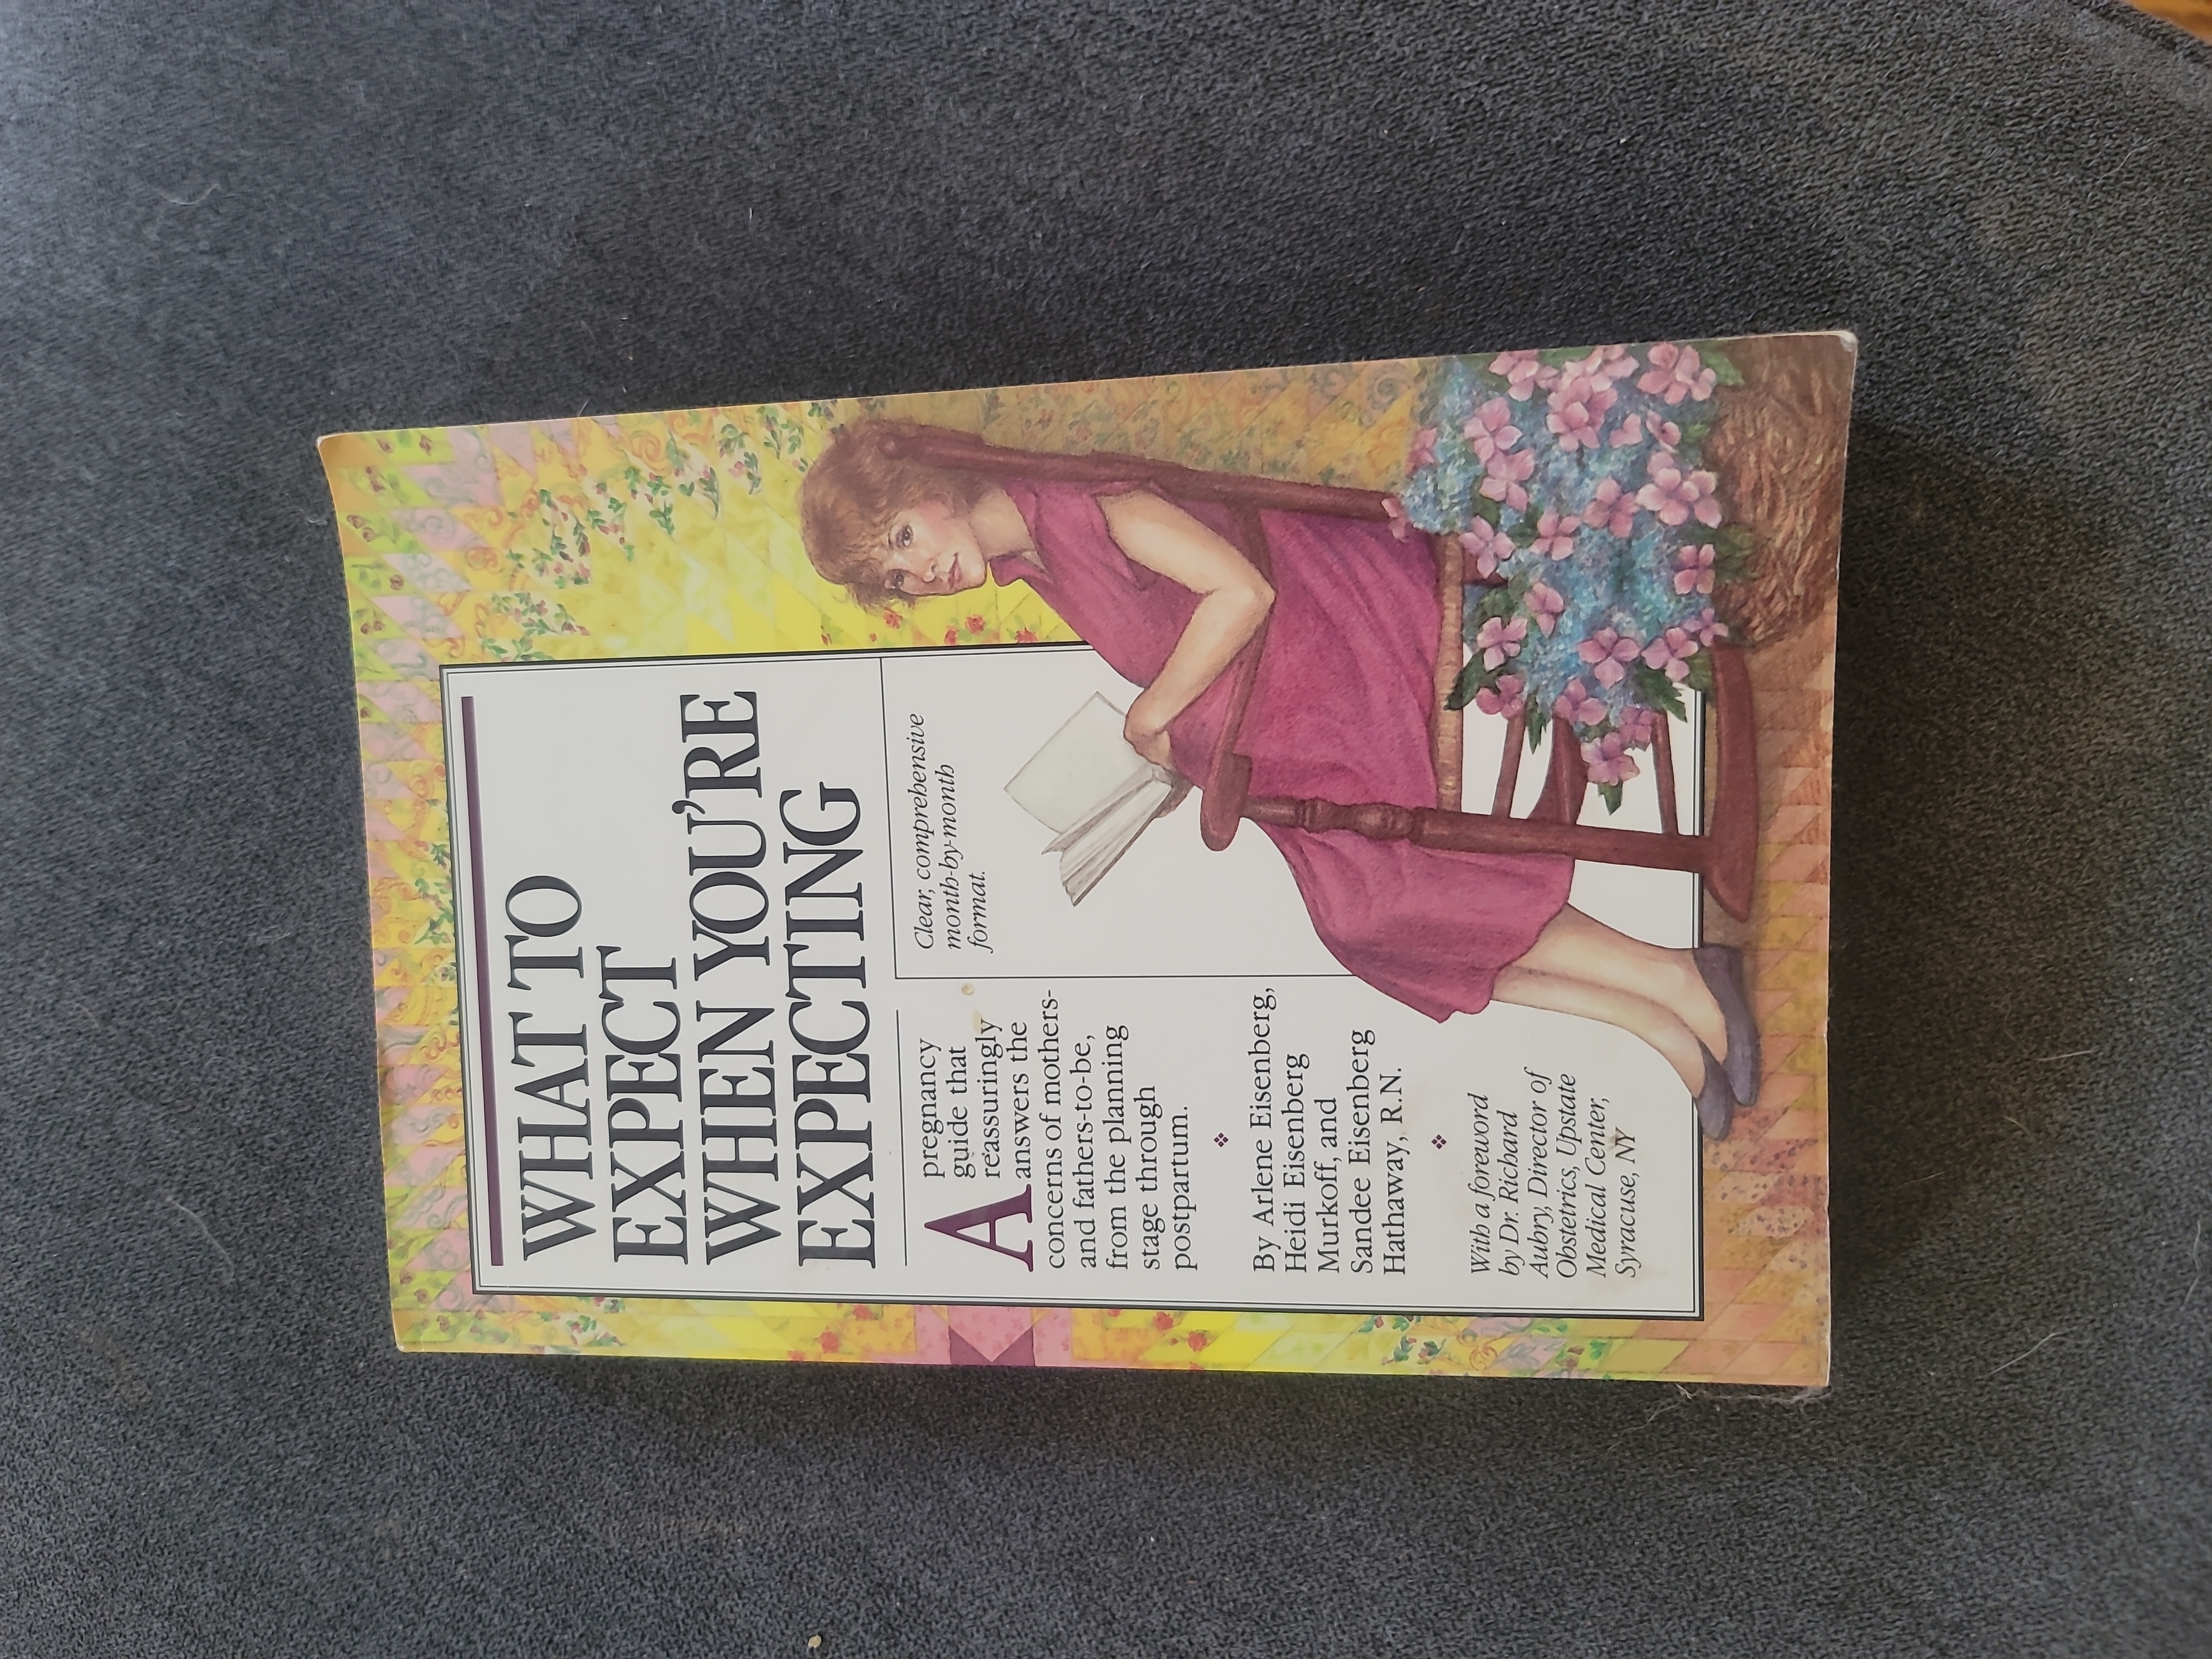 WHAT TO
EXPECT
WHEN YOU'RE
EXPECTING
A pregnancy
guide that
reassuringly
answers the
concerns of mothers-
and fathers-to-be,
from the planning
stage through
postpartum.
By Arlene Eisenberg,
Heidi Eisenberg
Murkoff, and
Sandee Eisenberg
Hathaway, R.N.
With a foreword
by Dr. Richard
Aubry, Director of
Obstetrics, Upstate
Medical Center,
Syracuse, NY
Clear, comprehensive
month-by-month
format.